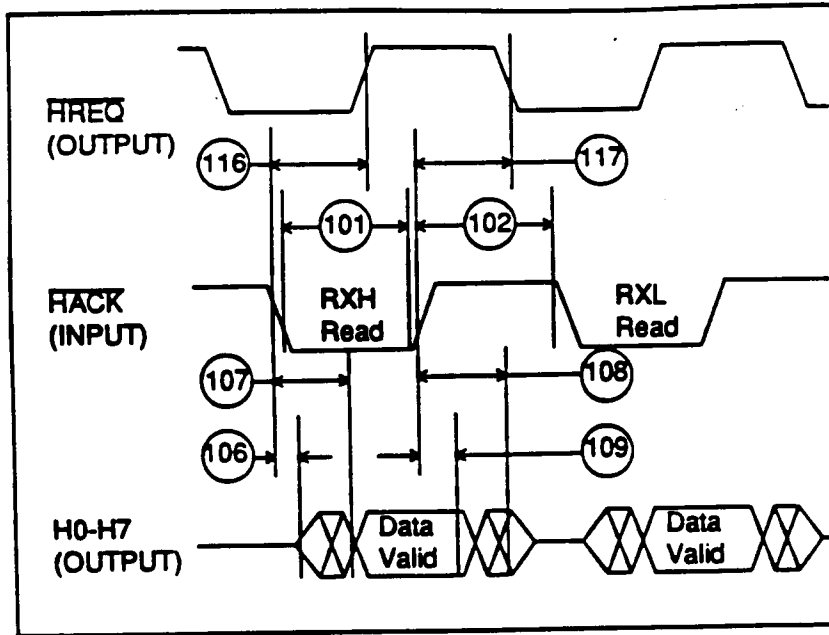 HREQ
(OUTPUT)
116
117
101
102
HACK
(INPUT)
RXH
Read
RXL
Read
107
108
106
109
H0-H7
(OUTPUT)
Data
Valid
Data
Valid